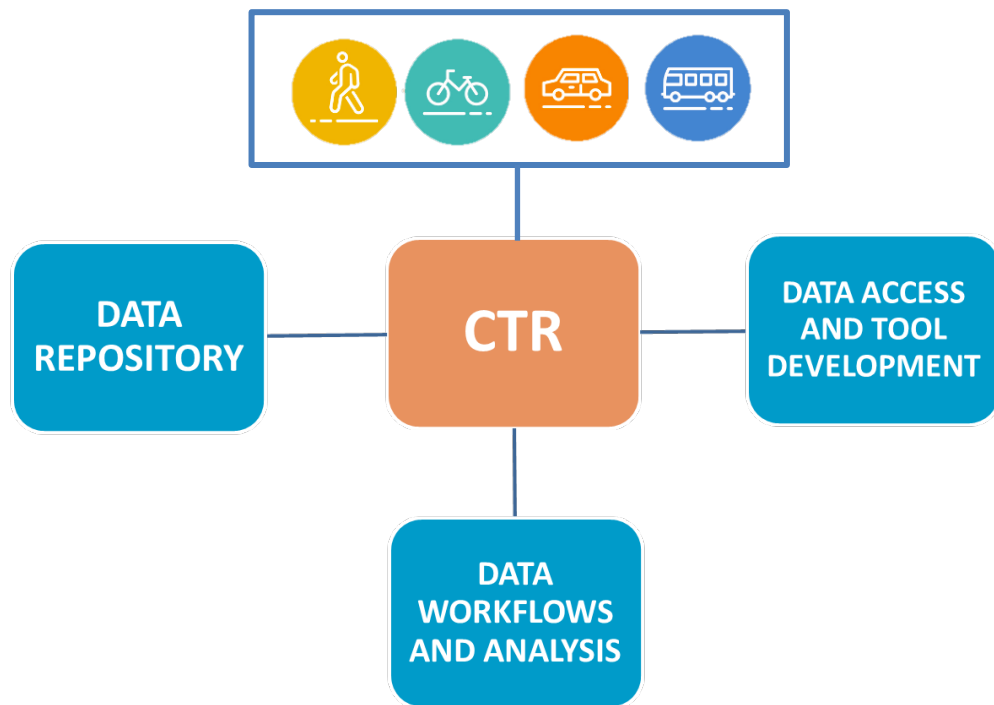 DATA
REPOSITORY
CTR
DATA ACCESS
AND TOOL
DEVELOPMENT
DATA
WORKFLOWS
AND ANALYSIS